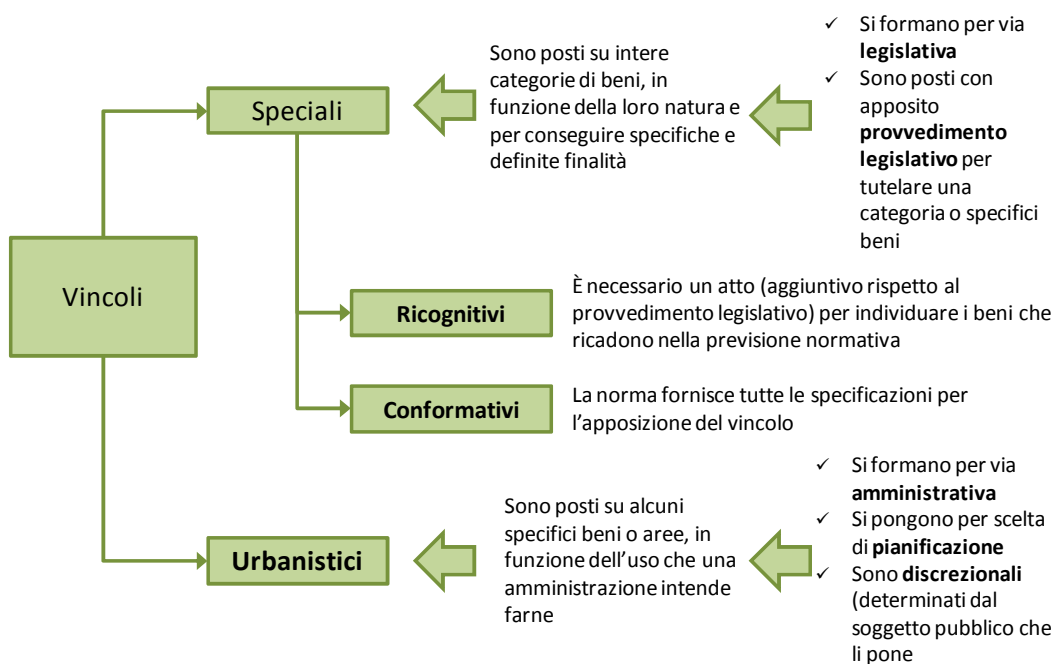 Vincoli
Speciali
Sono posti su intere
categorie di beni, in
funzione della loro natura e
per conseguire specifiche e
definite finalità
✓ Si formano per via
legislativa
✓ Sono posti con
apposito
provvedimento
legislativo per
tutelare una
categoria o specifici
beni
Ricognitivi
È necessario un atto (aggiuntivo rispetto al
provvedimento legislativo) per individuare i beni che
ricadono nella previsione normativa
Conformativi
La norma fornisce tutte le specificazioni per
l'apposizione del vincolo
Urbanistici
Sono posti su alcuni
specifici beni o aree, in
funzione dell'uso che una
amministrazione intende
farne
✓ Si formano per via
amministrativa
✓ Si pongono per scelta
di pianificazione
✓ Sono discrezionali
(determinati dal
soggetto pubblico che
li pone